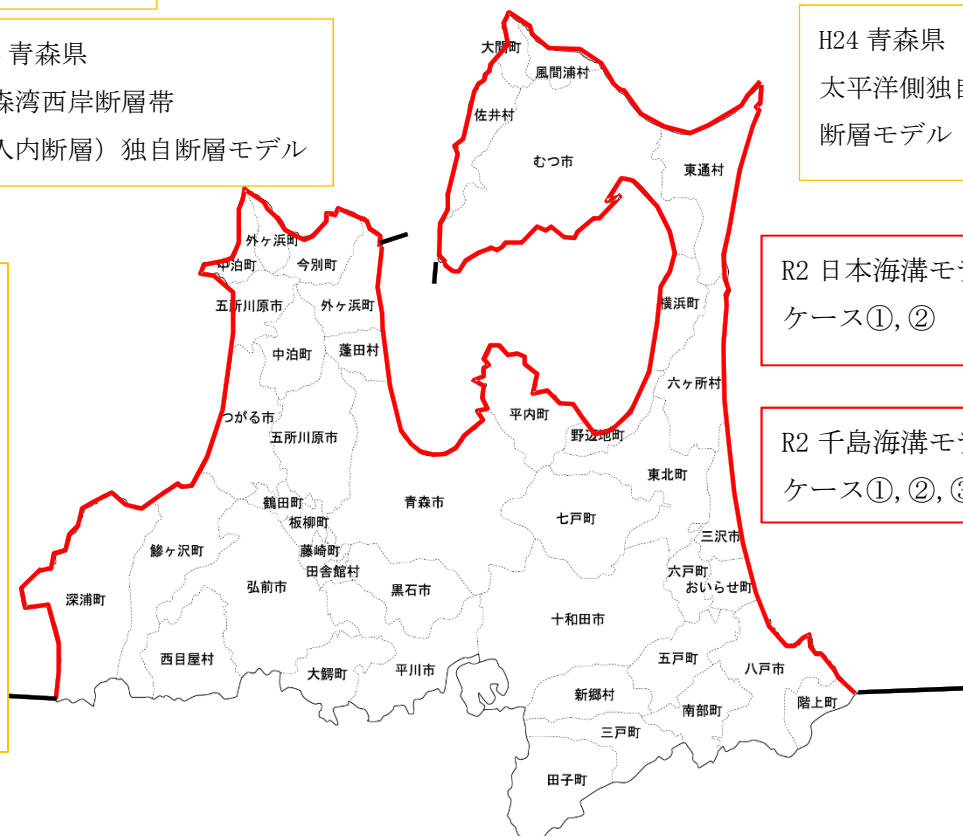 青森県
森湾西岸断層帯
人内断層）独自断層モデル
H24 青森県
太平洋側独自
断層モデル
R2 日本海溝モデ
ケース①, ②
R2 千島海溝モデ
ケース①, ②, ③
大間町
風間浦村
佐井村
むつ市
東通村
外ヶ浜町
中泊町
今別町
五所川原市
外ヶ浜町
横浜町
中泊町
蓬田村
六ヶ所村
つがる市
平内町
五所川原市
野辺地町
東北町
鶴田町
青森市
七戸町
板柳町
三沢市
鰺ヶ沢町
藤崎町
田舎館村
六戸町
おいらせ町
深浦町
弘前市
黒石市
十和田市
西目屋村
大鰐町
平川市
五戸町
八戸市
新郷村
南部町
階上町
三戸町
田子町